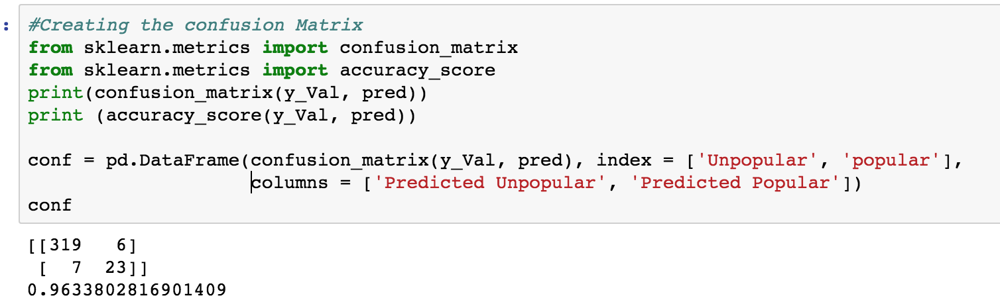 :
#Creating the confusion Matrix
from sklearn.metrics import confusion_matrix
from sklearn.metrics import accuracy_score
print(confusion_matrix(y_Val, pred))
print (accuracy_score(y_Val, pred))
conf = pd.DataFrame(confusion_matrix(y_Val, pred), index = ['Unpopular', 'popular'],
columns = ['Predicted Unpopular', 'Predicted Popular'])
conf
[[319   6]
 [  7  23]]
0.9633802816901409